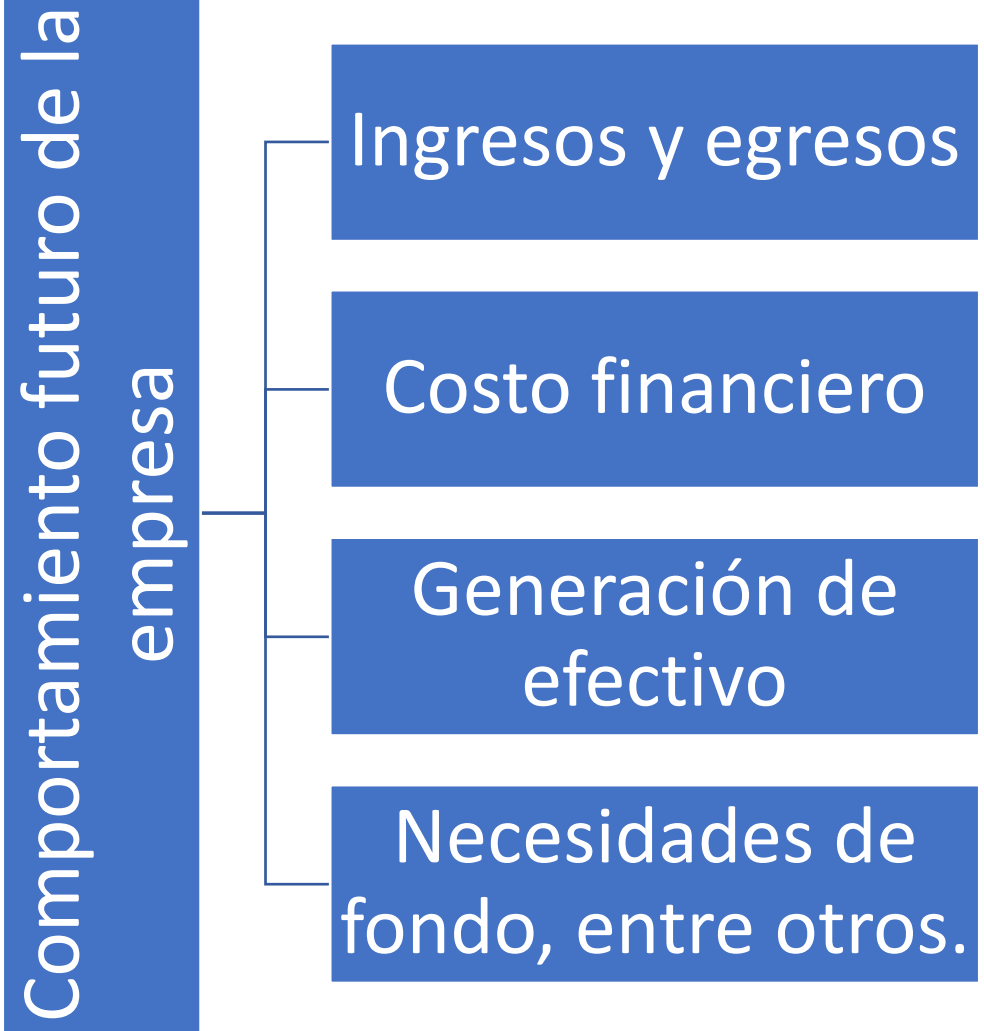 Comportamiento futuro de la
empresa
Ingresos y egresos
Costo financiero
Generación de
efectivo
Necesidades de
fondo, entre otros.